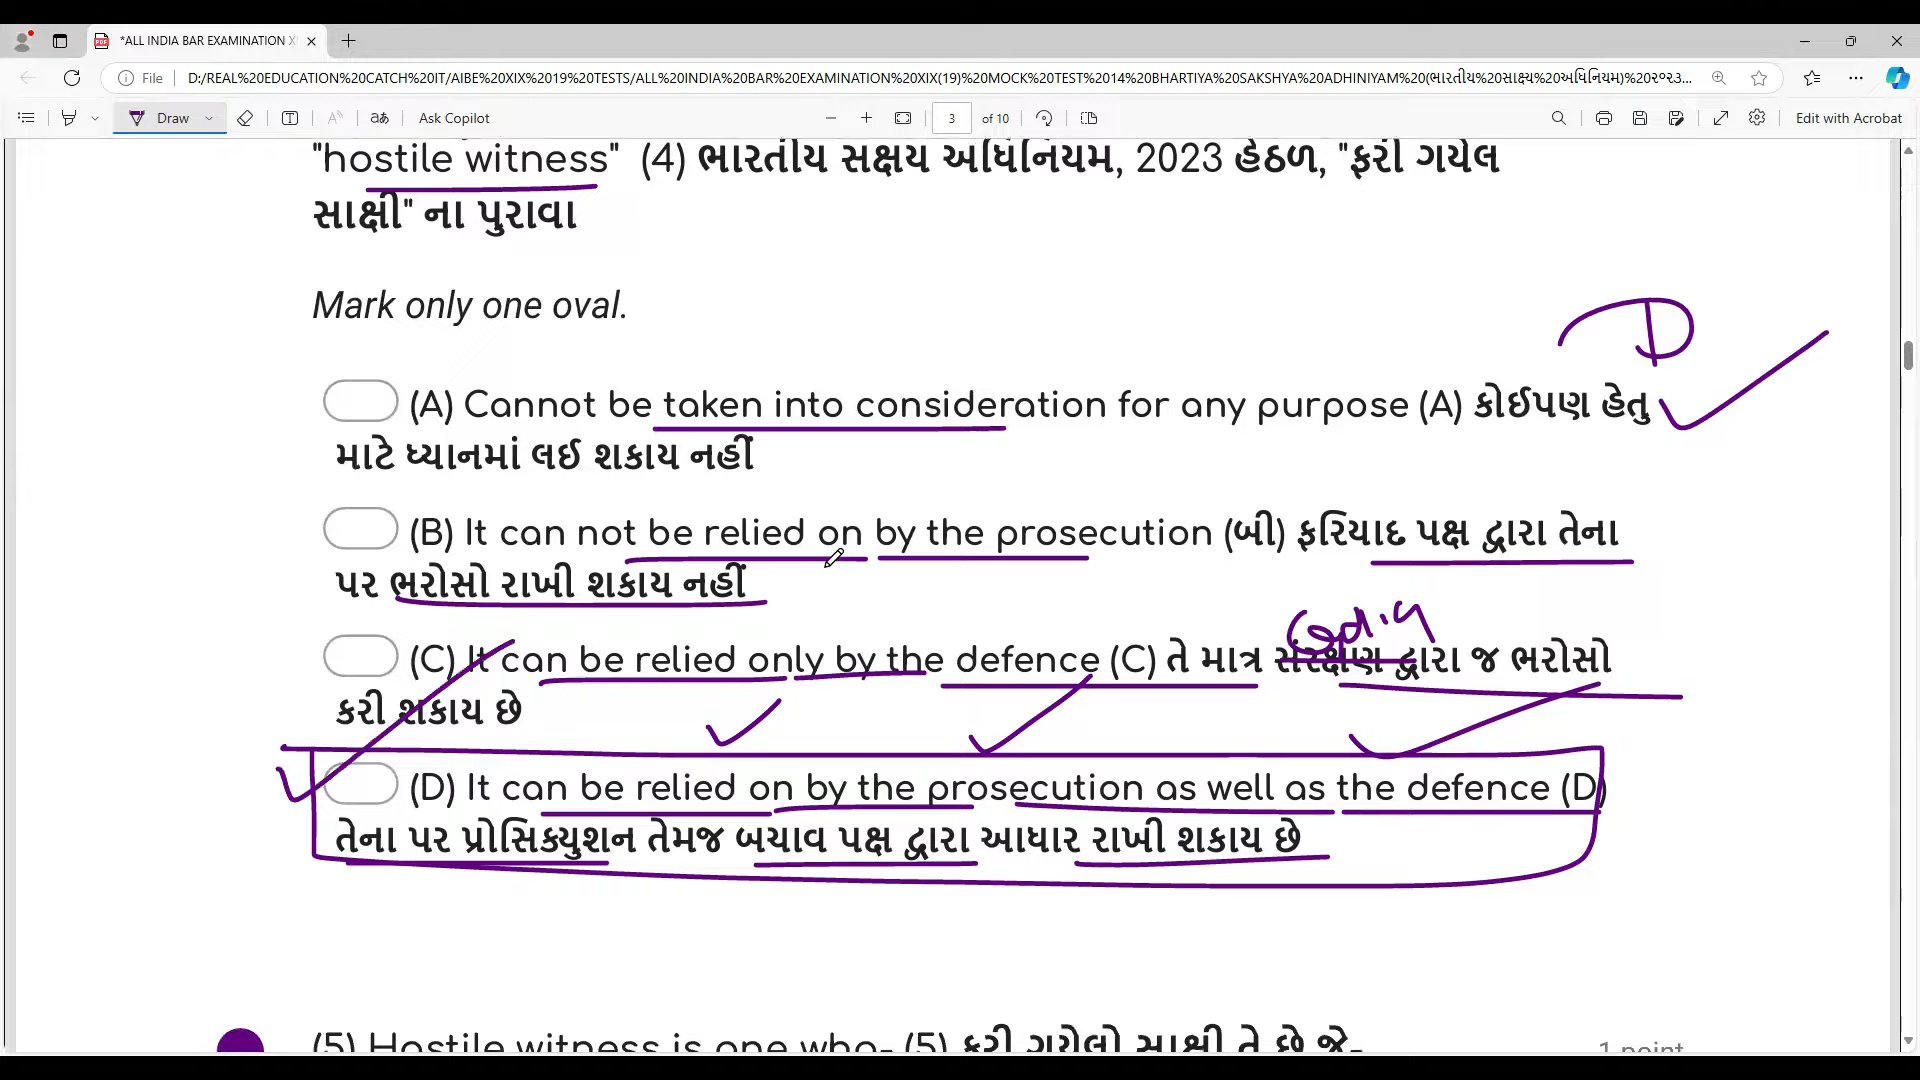 *ALL INDIA BAR EXAMINATION X
File
D:/REAL%20EDUCATION%20CATCH%20IT/AIBE%20XIX%2019%20TESTS/ALL%20INDIA%20BAR%20EXAMINATION%20XIX(19)%20MOCK%20TEST%2014%20BHARTIYA%20SAKSHYA%20ADHINIYAM%20(ભારતીય%20સાક્ષ્ય%20અધિનિયમ)%20૨૦૨૩...
Draw
Ask Copilot
3 of 10
Edit with Acrobat
"hostile witness" (4) ભારતીય સક્ષય અધિનિયમ, 2023 હેઠળ, "ફરી ગયેલ
સાક્ષી" ના પુરાવા
Mark only one oval.
D
(A) Cannot be taken into consideration for any purpose (A) કોઈપણ હેતુ
માટે ધ્યાનમાં લઈ શકાય નહીં
(B) It can not be relied on by the prosecution (બી) ફરિયાદ પક્ષ દ્વારા તેના
પર ભરોસો રાખી શકાય નહીં
(C) It can be relied only by the defence (C) તે માત્ર સંરક્ષણ દ્વારા જ ભરોસો
કરી શકાય છે
(D) It can be relied on by the prosecution as well as the defence (D)
તેના પર પ્રોસિક્યુશન તેમજ બચાવ પક્ષ દ્વારા આધાર રાખી શકાય છે
(5) Hostile witness is one who- (5) ફરી ગયેલો સાક્ષી તે છે જે-
1 point